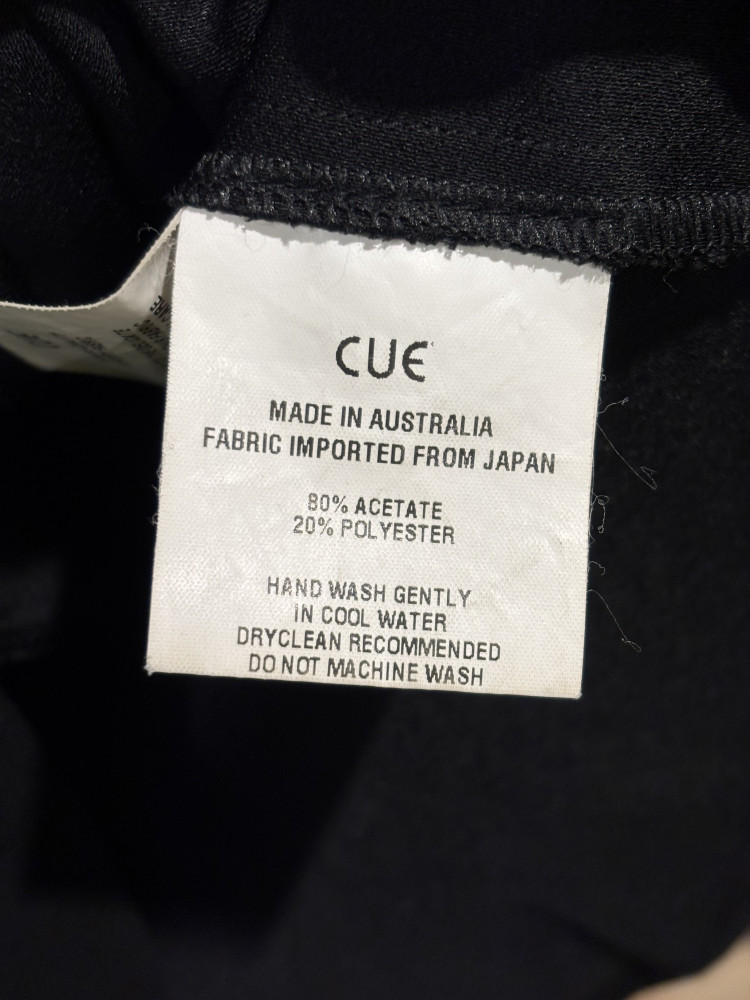 CUE
MADE IN AUSTRALIA
FABRIC IMPORTED FROM JAPAN
80% ACETATE
20% POLYESTER
HAND WASH GENTLY
IN COOL WATER
DRYCLEAN RECOMMENDED
DO NOT MACHINE WASH